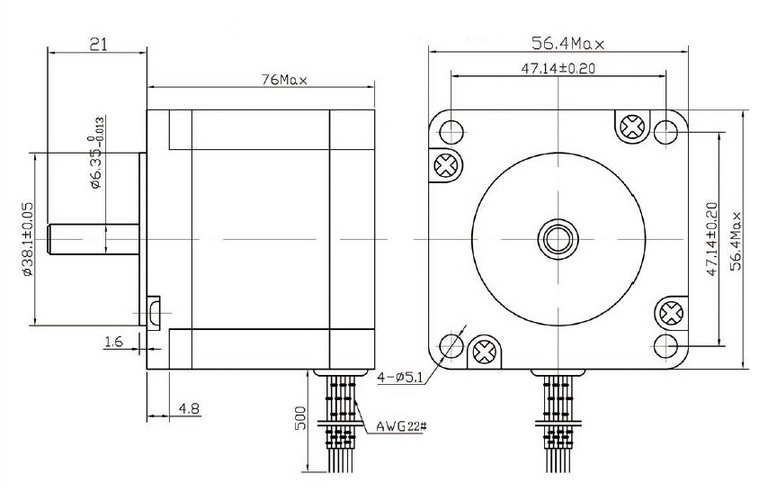 21
76Max
56.4Max
47.14±0.20
ø6.35 0 -0.013
ø38.1±0.05
1.6
4.8
500
AWG22#
4-ø5.1
47.14±0.20
56.4Max